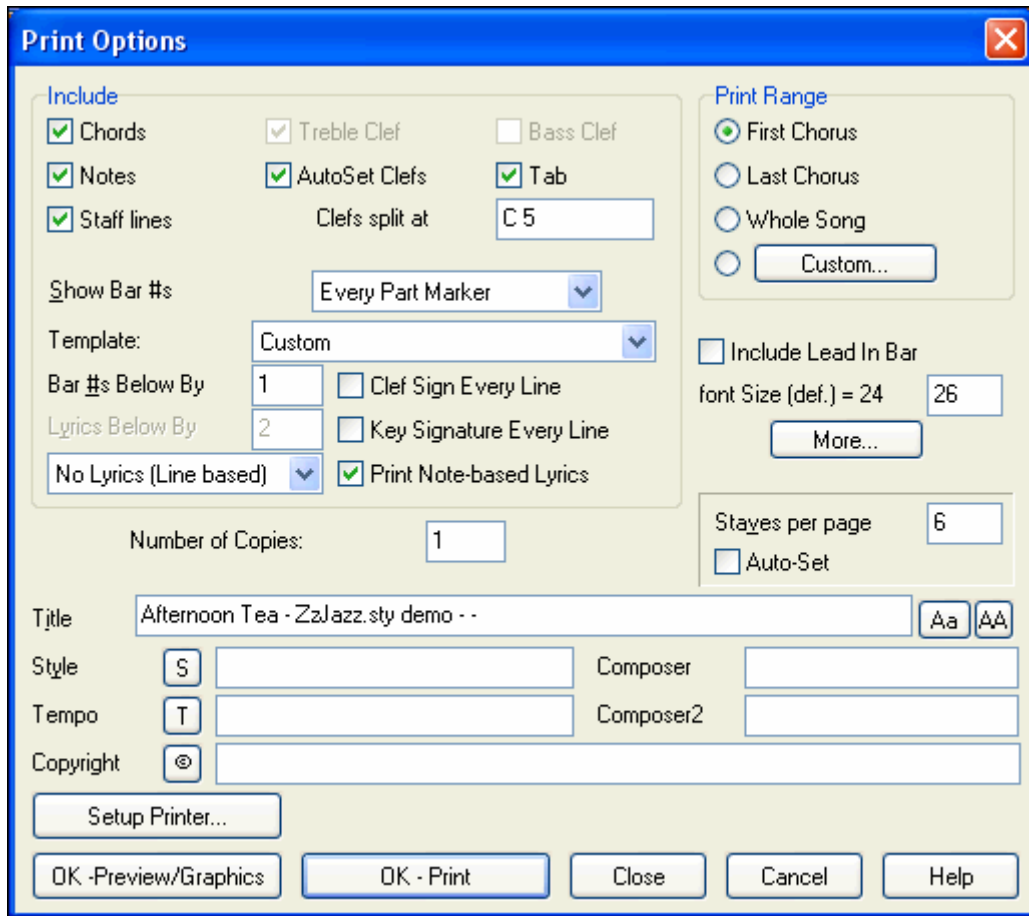 Print Options
Include
Chords
Treble Clef
Bass Clef
Notes
AutoSet Clefs
Tab
Staff lines
Clefs split at
C 5
Show Bar #s
Every Part Marker
Template:
Custom
Bar #s Below By
1
Clef Sign Every Line
Lyrics Below By
2
Key Signature Every Line
No Lyrics (Line based)
Print Note-based Lyrics
Print Range
First Chorus
Last Chorus
Whole Song
Custom...
Include Lead In Bar
font Size (def.) = 24
26
More...
Number of Copies:
1
Staves per page
6
Auto-Set
Title
Afternoon Tea - ZzJazz.sty demo - -
Aa
AA
Style
S
Composer
Tempo
T
Composer2
Copyright
©
Setup Printer...
OK -Preview/Graphics
OK - Print
Close
Cancel
Help